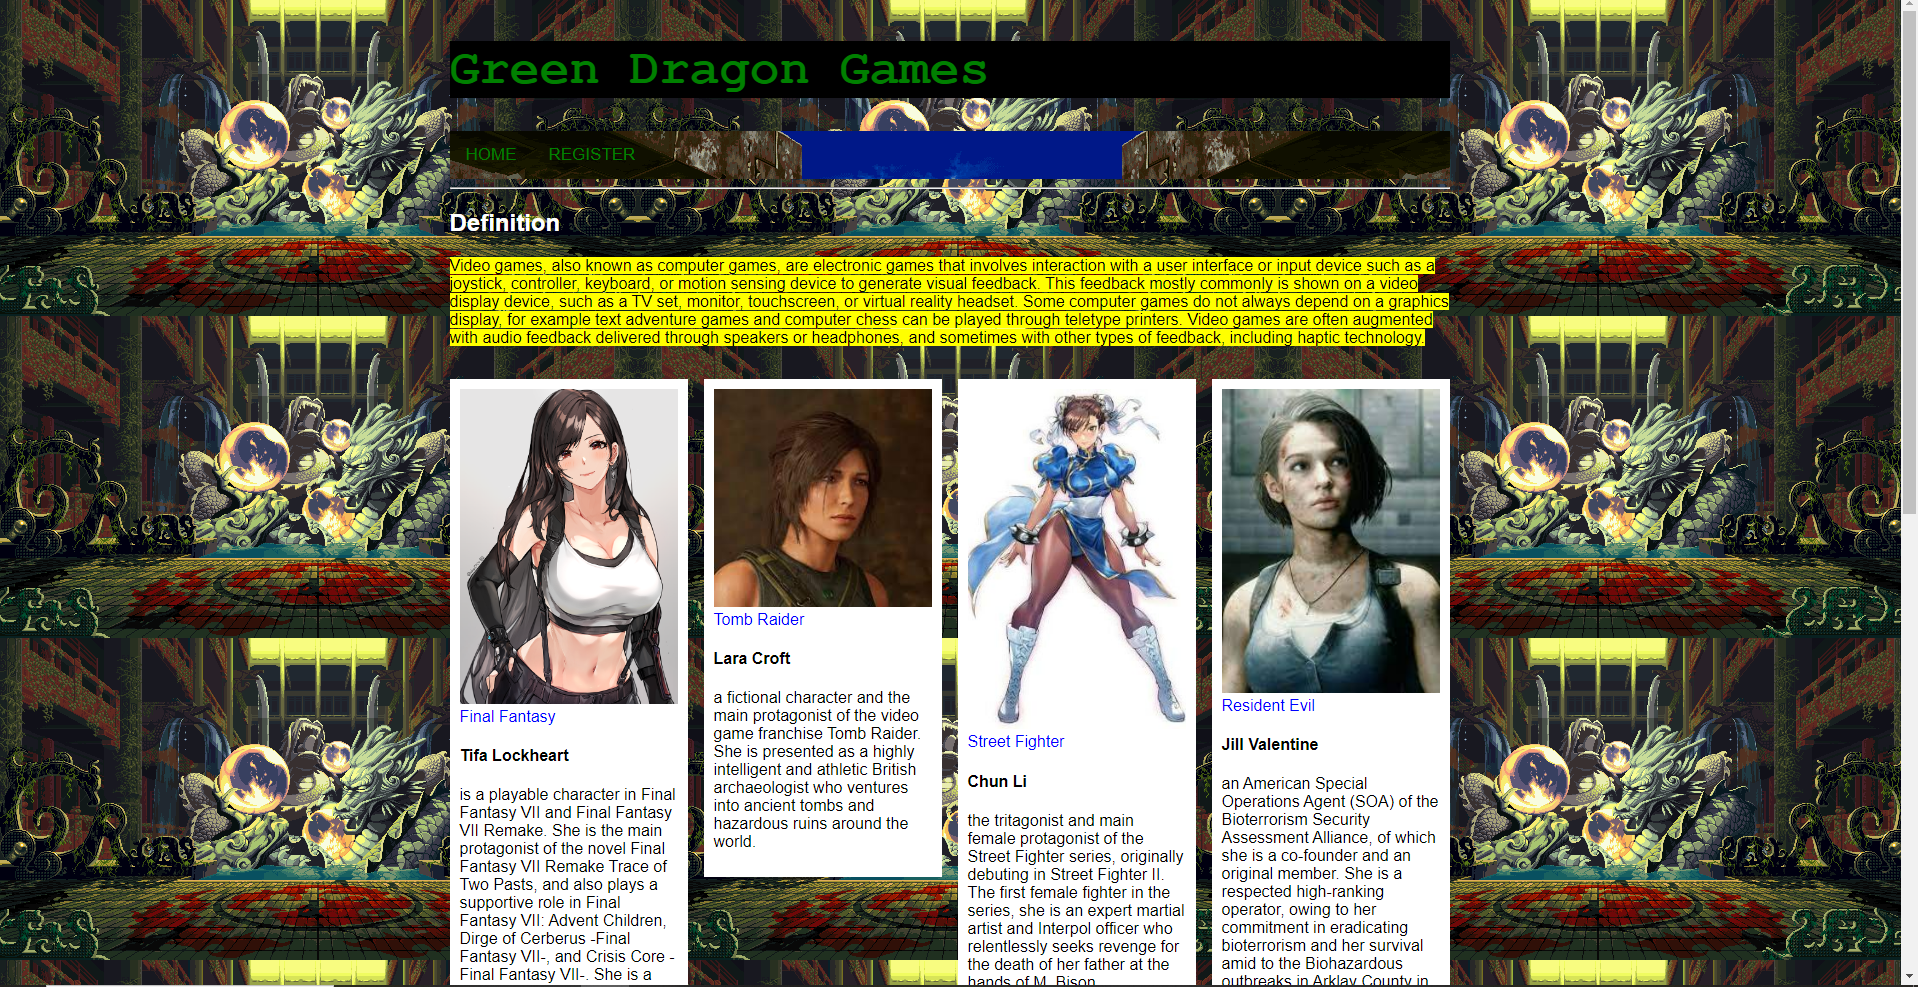 Green Dragon Games
HOME REGISTER
Definition
Video games, also known as computer games, are electronic games that involves interaction with a user interface or input device such as a
joystick, controller, keyboard, or motion sensing device to generate visual feedback. This feedback mostly commonly is shown on a video
display device, such as a TV set, monitor, touchscreen, or virtual reality headset. Some computer games do not always depend on a graphics
display, for example text adventure games and computer chess can be played through teletype printers. Video games are often augmented
with audio feedback delivered through speakers or headphones, and sometimes with other types of feedback, including haptic technology.
Final Fantasy
Tifa Lockheart
is a playable character in Final
Fantasy VII and Final Fantasy
VII Remake. She is the main
protagonist of the novel Final
Fantasy VII Remake Trace of
Two Pasts, and also plays a
supportive role in Final
Fantasy VII: Advent Children,
Dirge of Cerberus -Final
Fantasy VII-, and Crisis Core -
Final Fantasy VII-. She is a
Tomb Raider
Lara Croft
a fictional character and the
main protagonist of the video
game franchise Tomb Raider.
She is presented as a highly
intelligent and athletic British
archaeologist who ventures
into ancient tombs and
hazardous ruins around the
world.
Street Fighter
Chun Li
the tritagonist and main
female protagonist of the
Street Fighter series, originally
debuting in Street Fighter II.
The first female fighter in the
series, she is an expert martial
artist and Interpol officer who
relentlessly seeks revenge for
the death of her father at the
hands of M. Bison.
Resident Evil
Jill Valentine
an American Special
Operations Agent (SOA) of the
Bioterrorism Security
Assessment Alliance, of which
she is a co-founder and an
original member. She is a
respected high-ranking
operator, owing to her
commitment in eradicating
bioterrorism and her survival
amid to the Biohazardous
outbreaks in Arklay County in